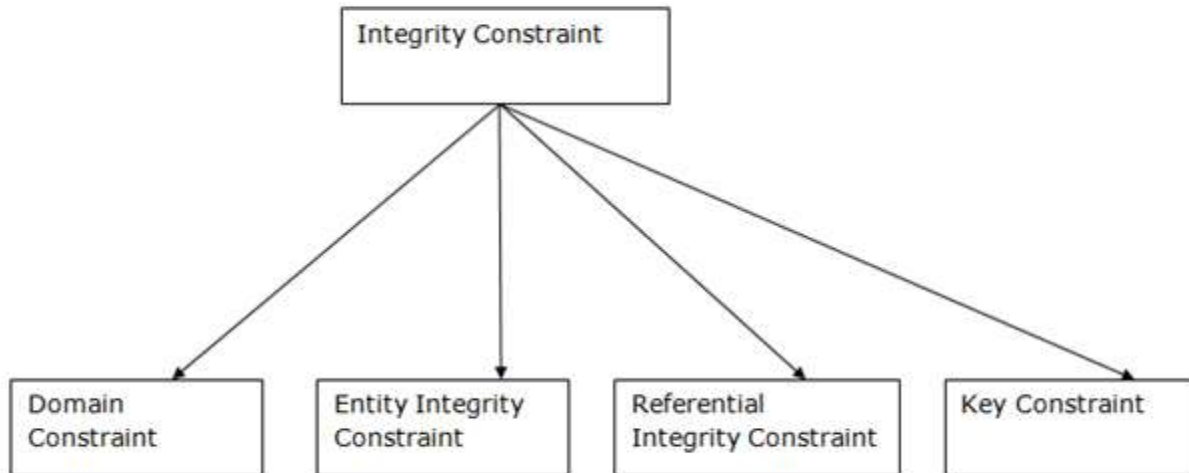 Integrity Constraint
Domain
Constraint
Entity Integrity
Constraint
Referential
Integrity Constraint
Key Constraint